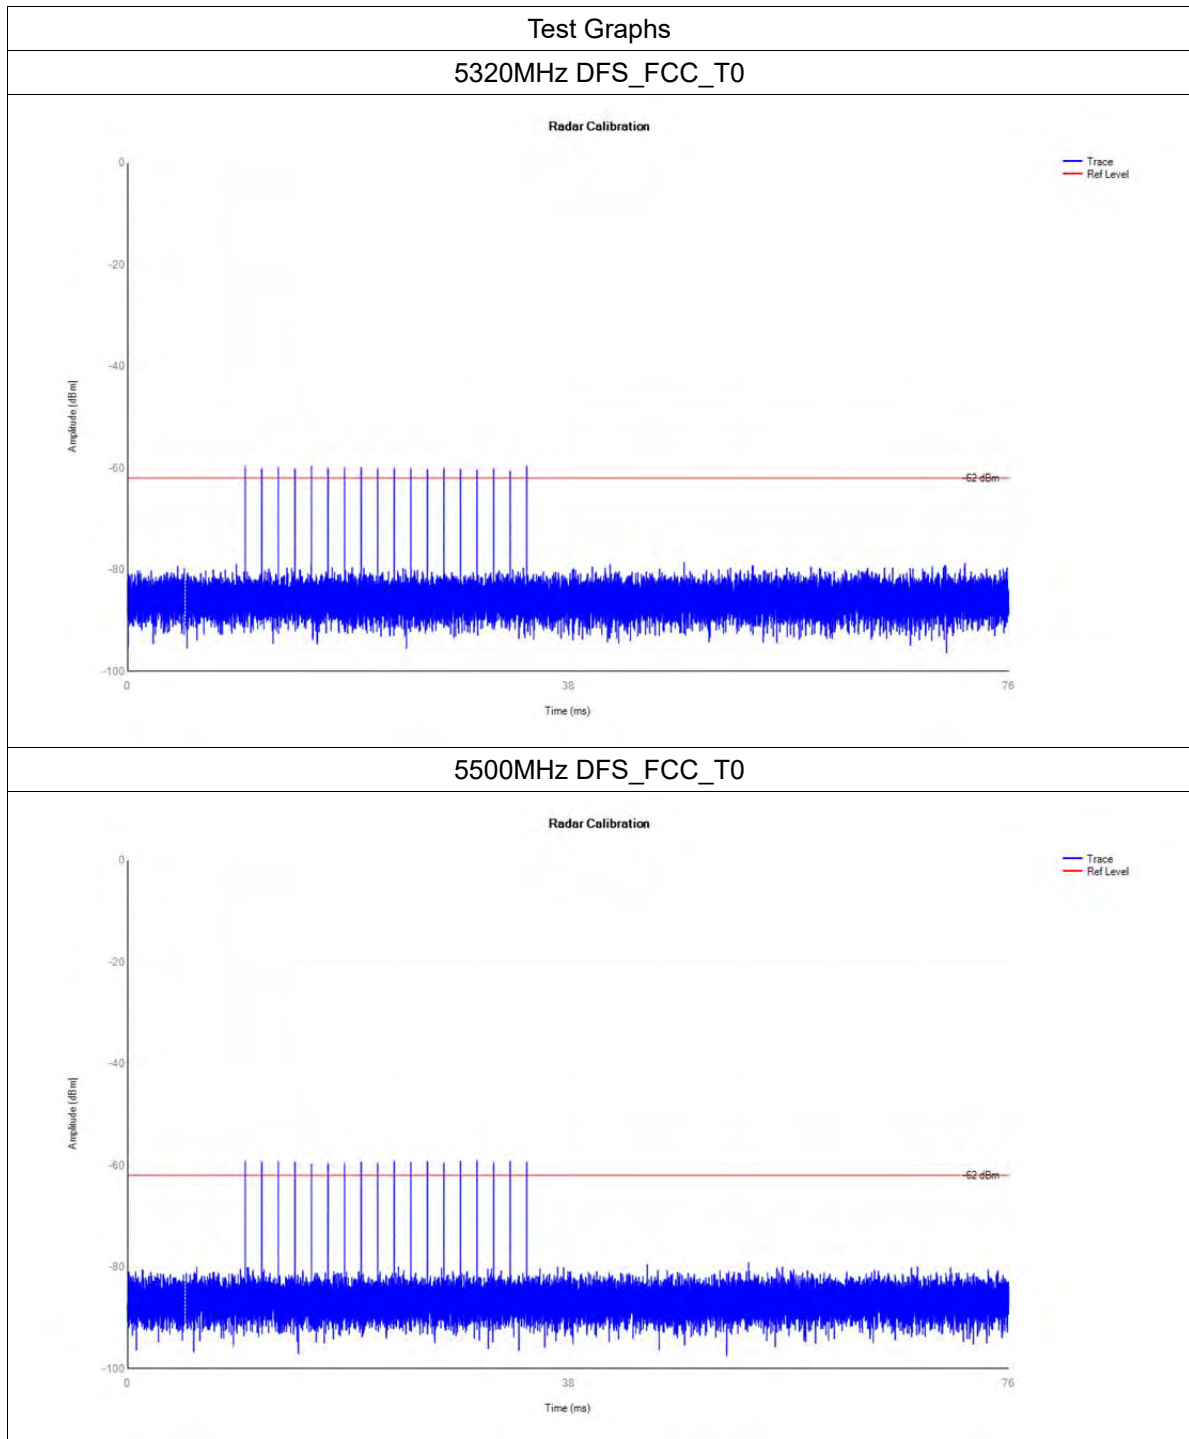 Test Graphs
5320MHz DFS_FCC_T0
Radar Calibration
Trace
Ref Level
0
-20
-40
-60
-80
-100
Amplitude [dBm]
-62 dBm
0
38
76
Time (ms)
5500MHz DFS_FCC_T0
Radar Calibration
Trace
Ref Level
0
-20
-40
-60
-80
-100
Amplitude [dBm]
-62 dBm
0
38
76
Time (ms)